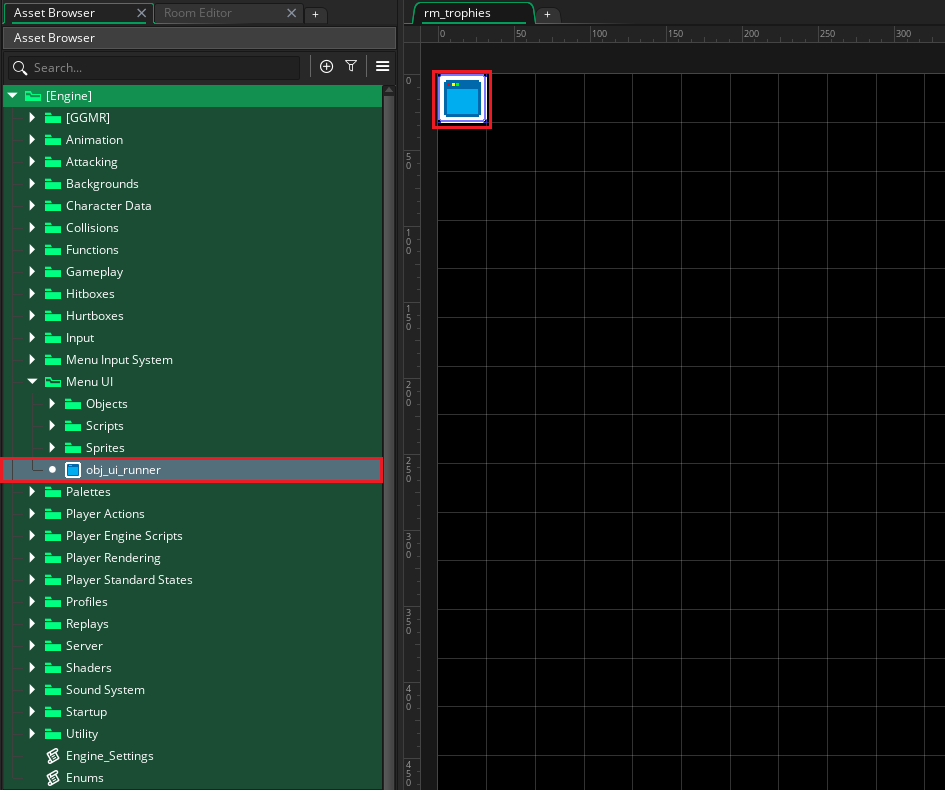 Asset Browser
Room Editor
+
Asset Browser
Search...
[Engine]
[GGMR]
Animation
Attacking
Backgrounds
Character Data
Collisions
Functions
Gameplay
Hitboxes
Hurtboxes
Input
Menu Input System
Menu UI
Objects
Scripts
Sprites
obj_ui_runner
Palettes
Player Actions
Player Engine Scripts
Player Rendering
Player Standard States
Profiles
Replays
Server
Shaders
Sound System
Startup
Utility
Engine_Settings
Enums
rm_trophies
+
0 50 100 150 200 250 300
0
50
100
150
200
250
300
350
400
450